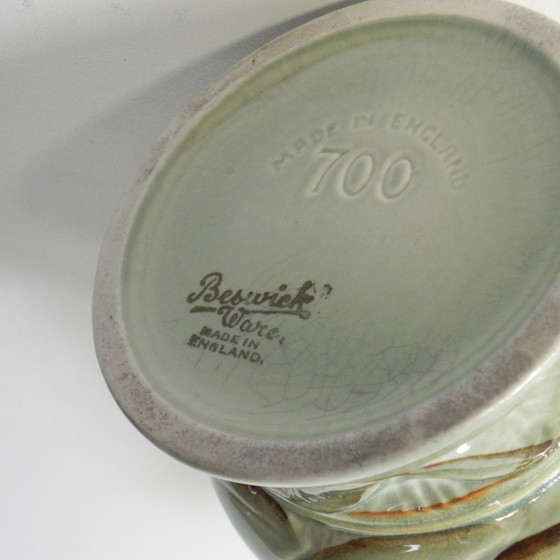 MADE IN ENGLAND
700
Beswick
Ware.
MADE IN
ENGLAND.